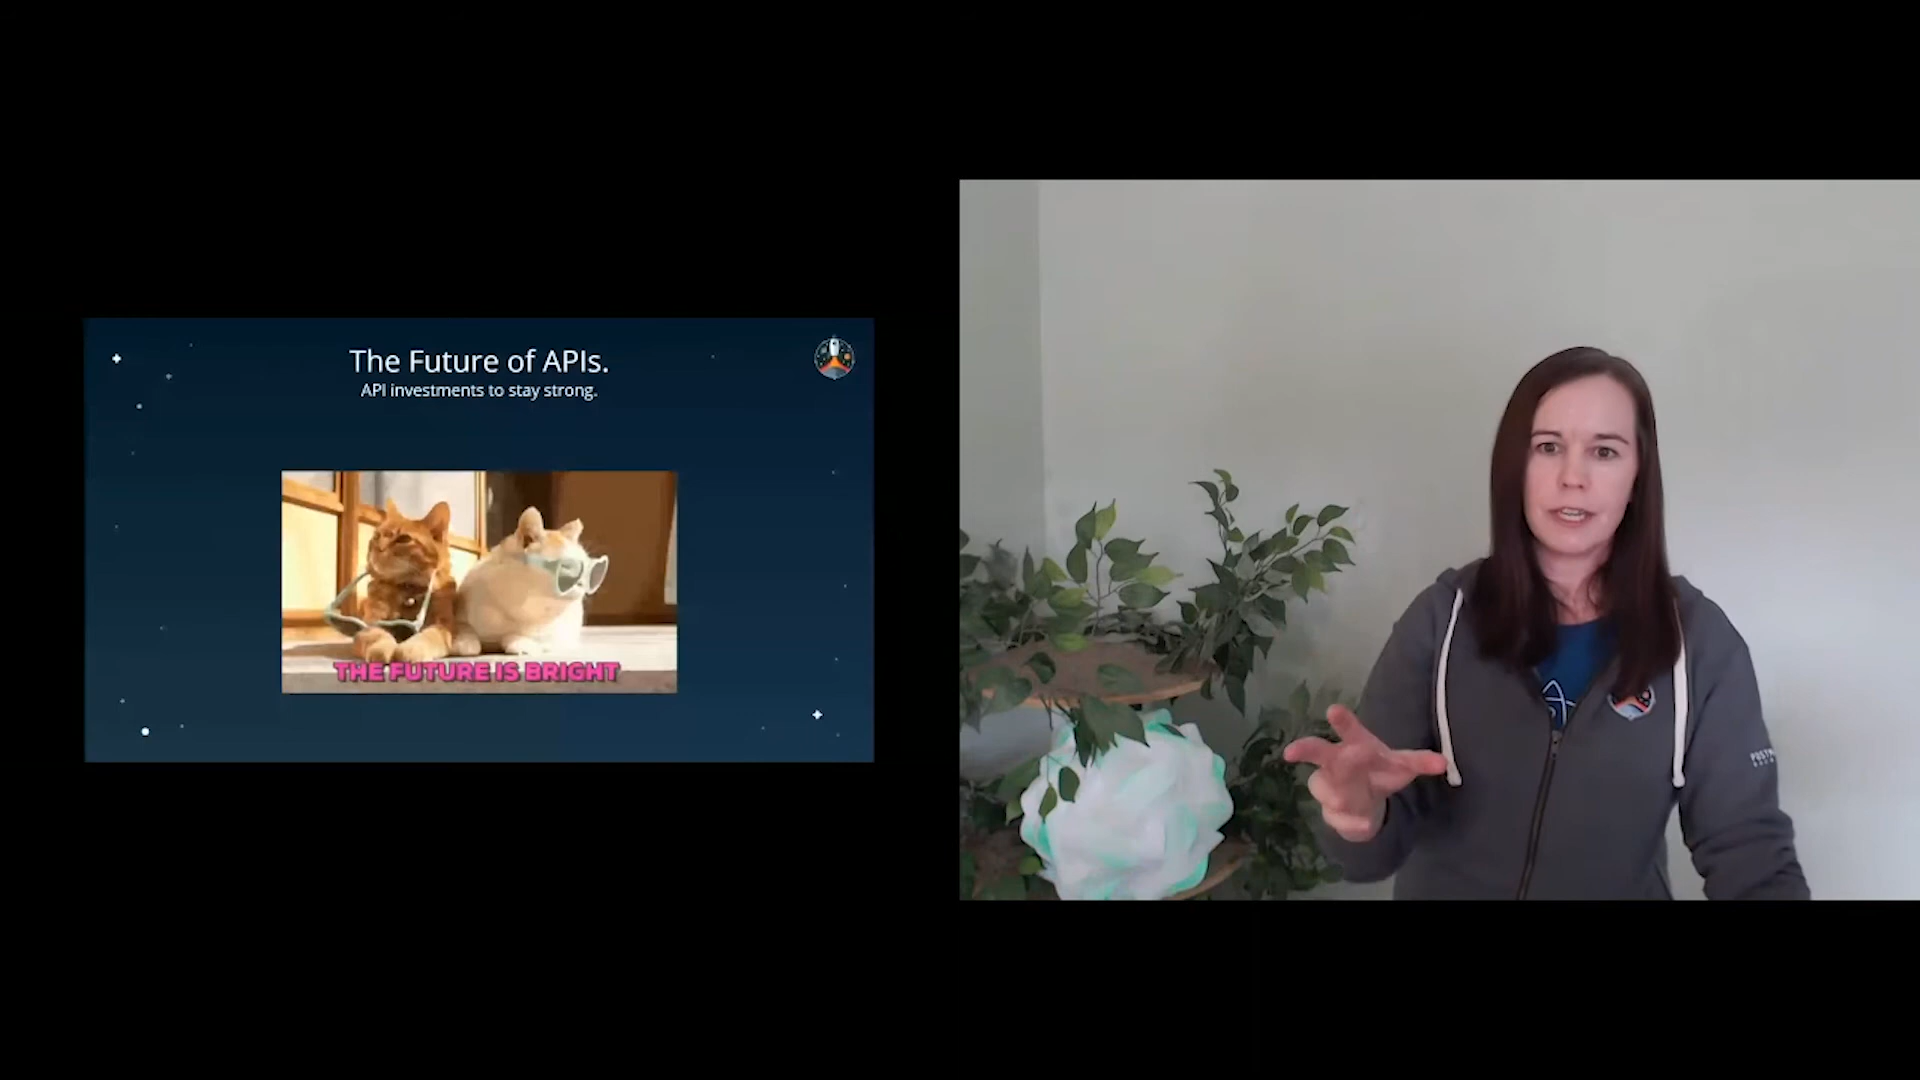 The Future of APIs.
API investments to stay strong.
THE FUTURE IS BRIGHT